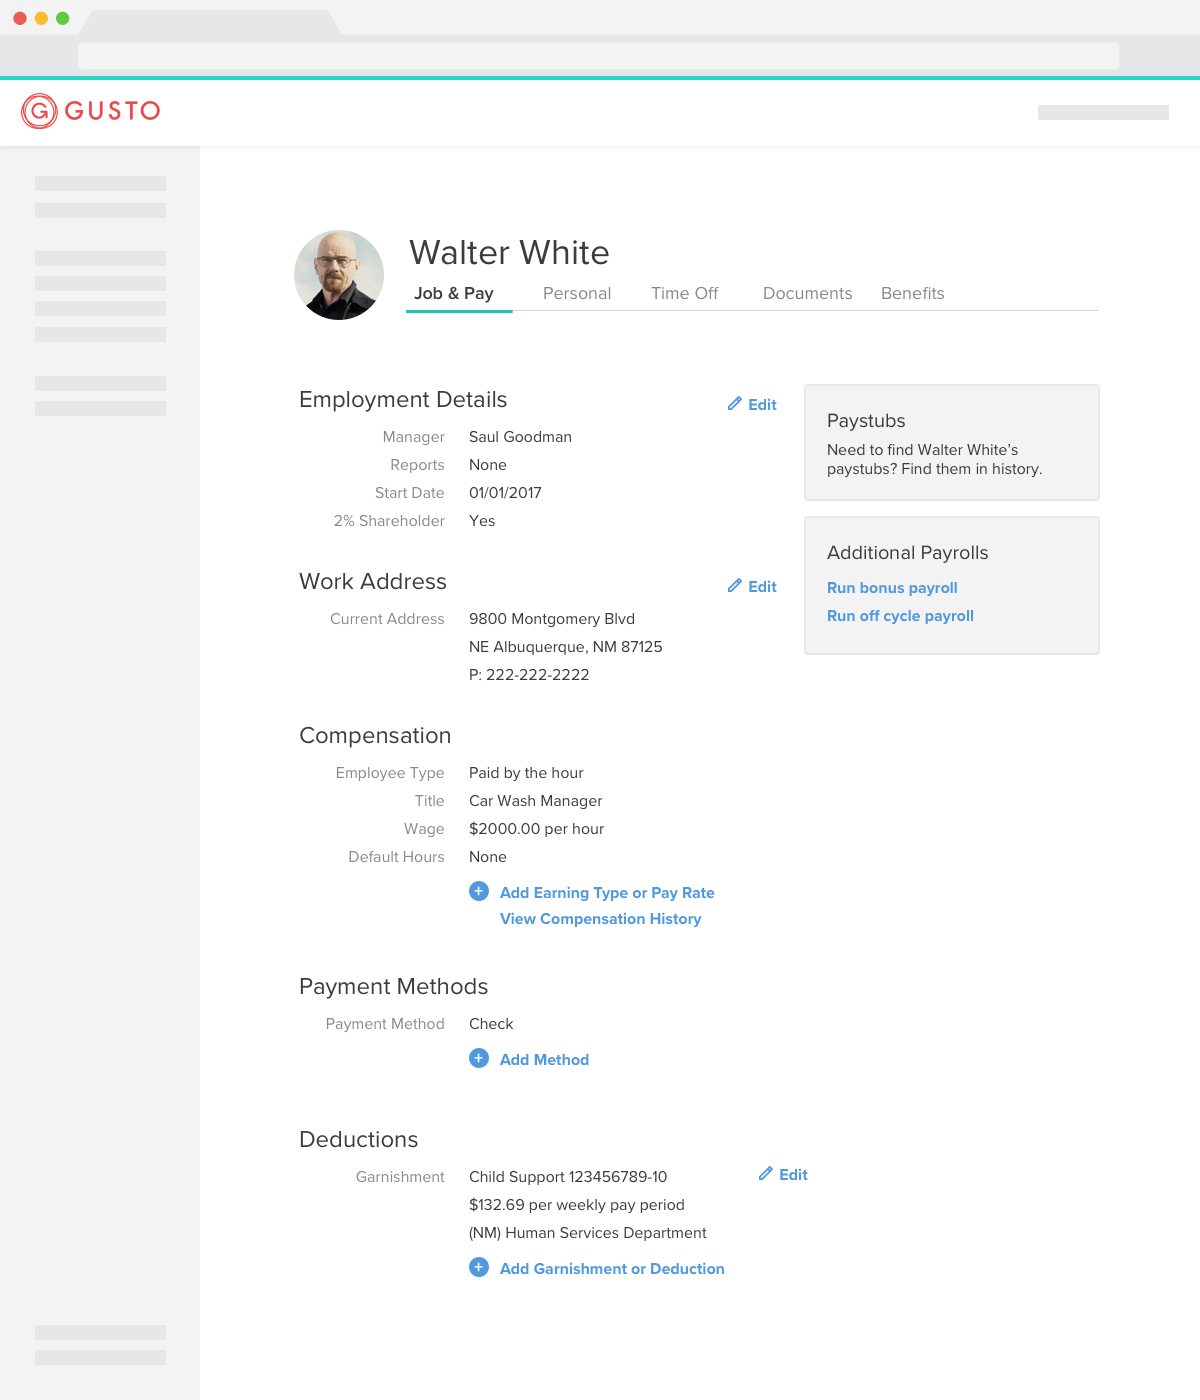 GUSTO
Walter White
Job & Pay Personal Time Off Documents Benefits
Employment Details
Edit
Manager Saul Goodman
Reports None
Start Date 01/01/2017
2% Shareholder Yes
Work Address
Edit
Current Address 9800 Montgomery Blvd
NE Albuquerque, NM 87125
P: 222-222-2222
Compensation
Employee Type Paid by the hour
Title Car Wash Manager
Wage $2000.00 per hour
Default Hours None
Add Earning Type or Pay Rate
View Compensation History
Payment Methods
Payment Method Check
Add Method
Deductions
Garnishment Child Support 123456789-10
Edit
$132.69 per weekly pay period
(NM) Human Services Department
Add Garnishment or Deduction
Paystubs
Need to find Walter White’s
paystubs? Find them in history.
Additional Payrolls
Run bonus payroll
Run off cycle payroll